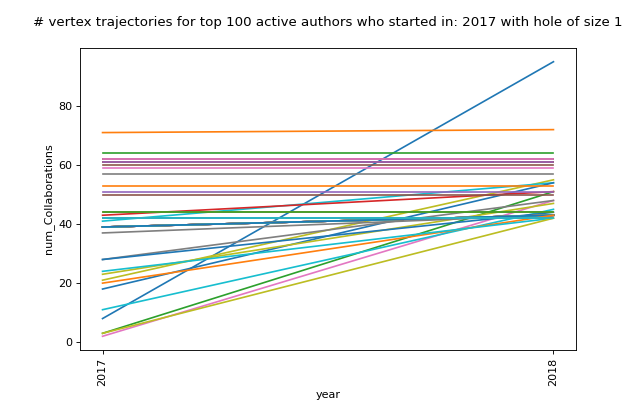 # vertex trajectories for top 100 active authors who started in: 2017 with hole of size 1
80
60
40
20
0
num_Collaborations
2017
2018
year